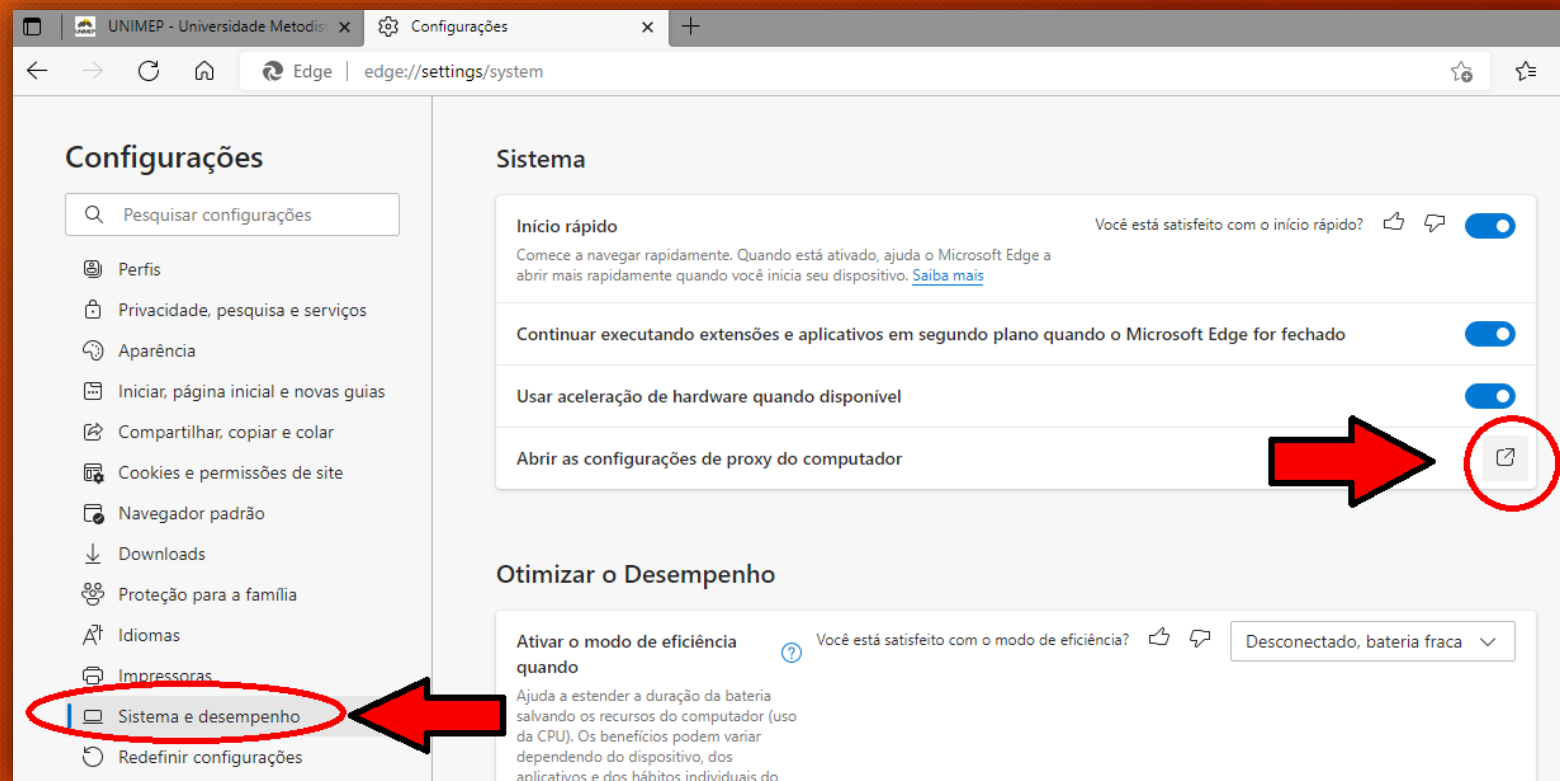 UNIMEP - Universidade Metodis
Configurações
Edge
edge://settings/system
Configurações
Pesquisar configurações
Perfis
Privacidade, pesquisa e serviços
Aparência
Iniciar, página inicial e novas guias
Compartilhar, copiar e colar
Cookies e permissões de site
Navegador padrão
Downloads
Proteção para a família
Idiomas
Impressoras
Sistema e desempenho
Redefinir configurações
Sistema
Início rápido
Você está satisfeito com o início rápido?
Comece a navegar rapidamente. Quando está ativado, ajuda o Microsoft Edge a
abrir mais rapidamente quando você inicia seu dispositivo. Saiba mais
Continuar executando extensões e aplicativos em segundo plano quando o Microsoft Edge for fechado
Usar aceleração de hardware quando disponível
Abrir as configurações de proxy do computador
Otimizar o Desempenho
Ativar o modo de eficiência
quando
Você está satisfeito com o modo de eficiência?
Desconectado, bateria fraca
Ajuda a estender a duração da bateria
salvando os recursos do computador (uso
da CPU). Os benefícios podem variar
dependendo do dispositivo, dos
aplicativos e dos hábitos individuais do